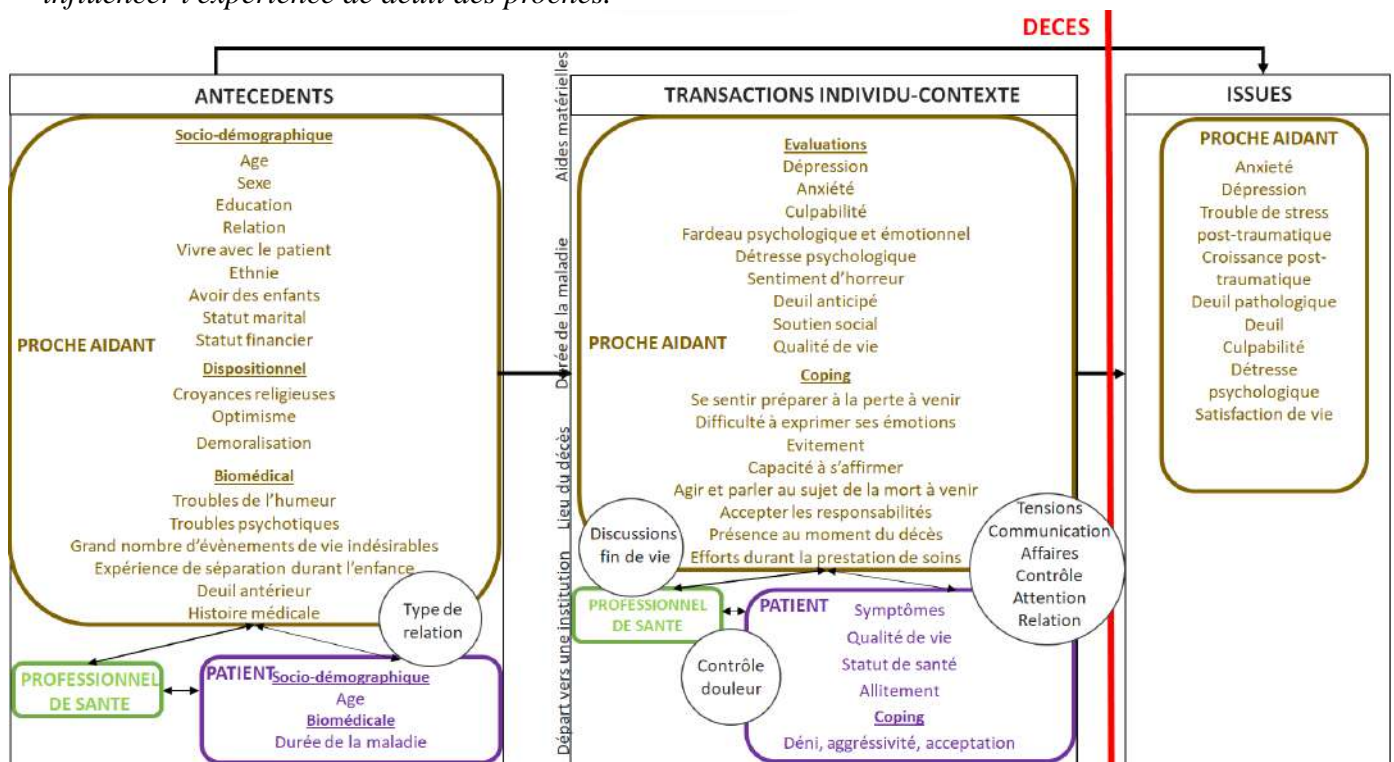 influencer l'expérience de deuil des proches.
DECES
ANTECEDENTS
Socio-démographique
Age
Sexe
Education
Relation
Vivre avec le patient
Ethnie
Avoir des enfants
Statut marital
Statut financier
PROCHE AIDANT
Dispositionnel
Croyances religieuses
Optimisme
Demoralisation
Biomédical
Troubles de l'humeur
Troubles psychotiques
Grand nombre d'évènements de vie indésirables
Expérience de séparation durant l'enfance
Deuil antérieur
Histoire médicale
Type de
relation
PROFESSIONNEL
DE SANTE
PATIENT
Socio-démographique
Age
Biomédicale
Durée de la maladie
Aides matérielles
Durée de la maladie
Lieu du décès
Départ vers une institution
TRANSACTIONS INDIVIDU-CONTEXTE
Evaluations
Dépression
Anxiété
Culpabilité
Fardeau psychologique et émotionnel
Détresse psychologique
Sentiment d'horreur
Deuil anticipé
Soutien social
Qualité de vie
PROCHE AIDANT
Coping
Se sentir préparer à la perte à venir
Difficulté à exprimer ses émotions
Evitement
Capacité à s'affirmer
Agir et parler au sujet de la mort à venir
Accepter les responsabilités
Présence au moment du décès
Efforts durant la prestation de soins
Discussions
fin de vie
Tensions
Communication
Affaires
Contrôle
Attention
Relation
PROFESSIONNEL
DE SANTE
Contrôle
douleur
PATIENT
Symptômes
Qualité de vie
Statut de santé
Allitement
Coping
Déni, aggréssivité, acceptation
ISSUES
PROCHE AIDANT
Anxieté
Dépression
Trouble de stress
post-traumatique
Croissance post-
traumatique
Deuil pathologique
Deuil
Culpabilité
Détresse
psychologique
Satisfaction de vie